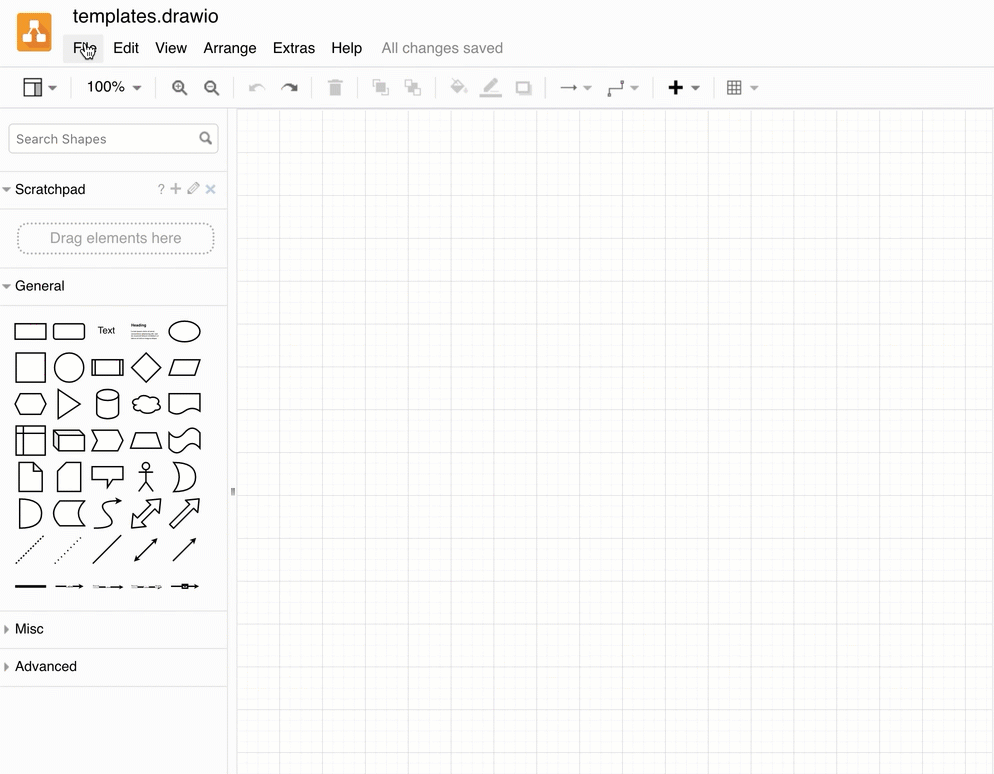 templates.drawio
File Edit View Arrange Extras Help All changes saved
100%
Search Shapes
Scratchpad ?
Drag elements here
General
Text
Heading
Misc
Advanced